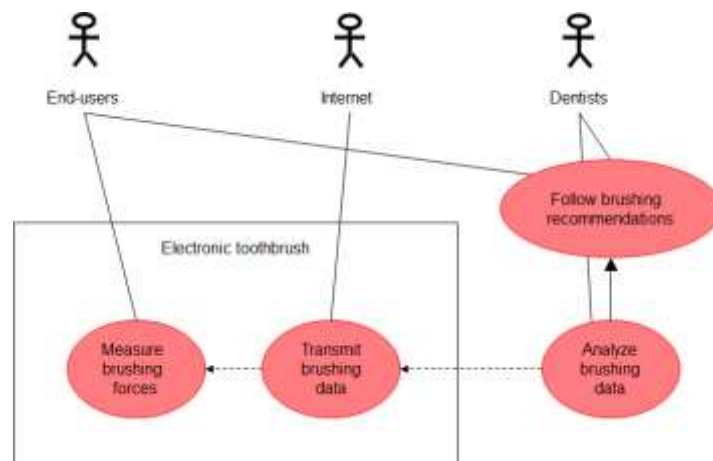 End-users
Internet
Dentists
Follow brushing
recommendations
Electronic toothbrush
Measure
brushing
forces
Transmit
brushing
data
Analyze
brushing
data